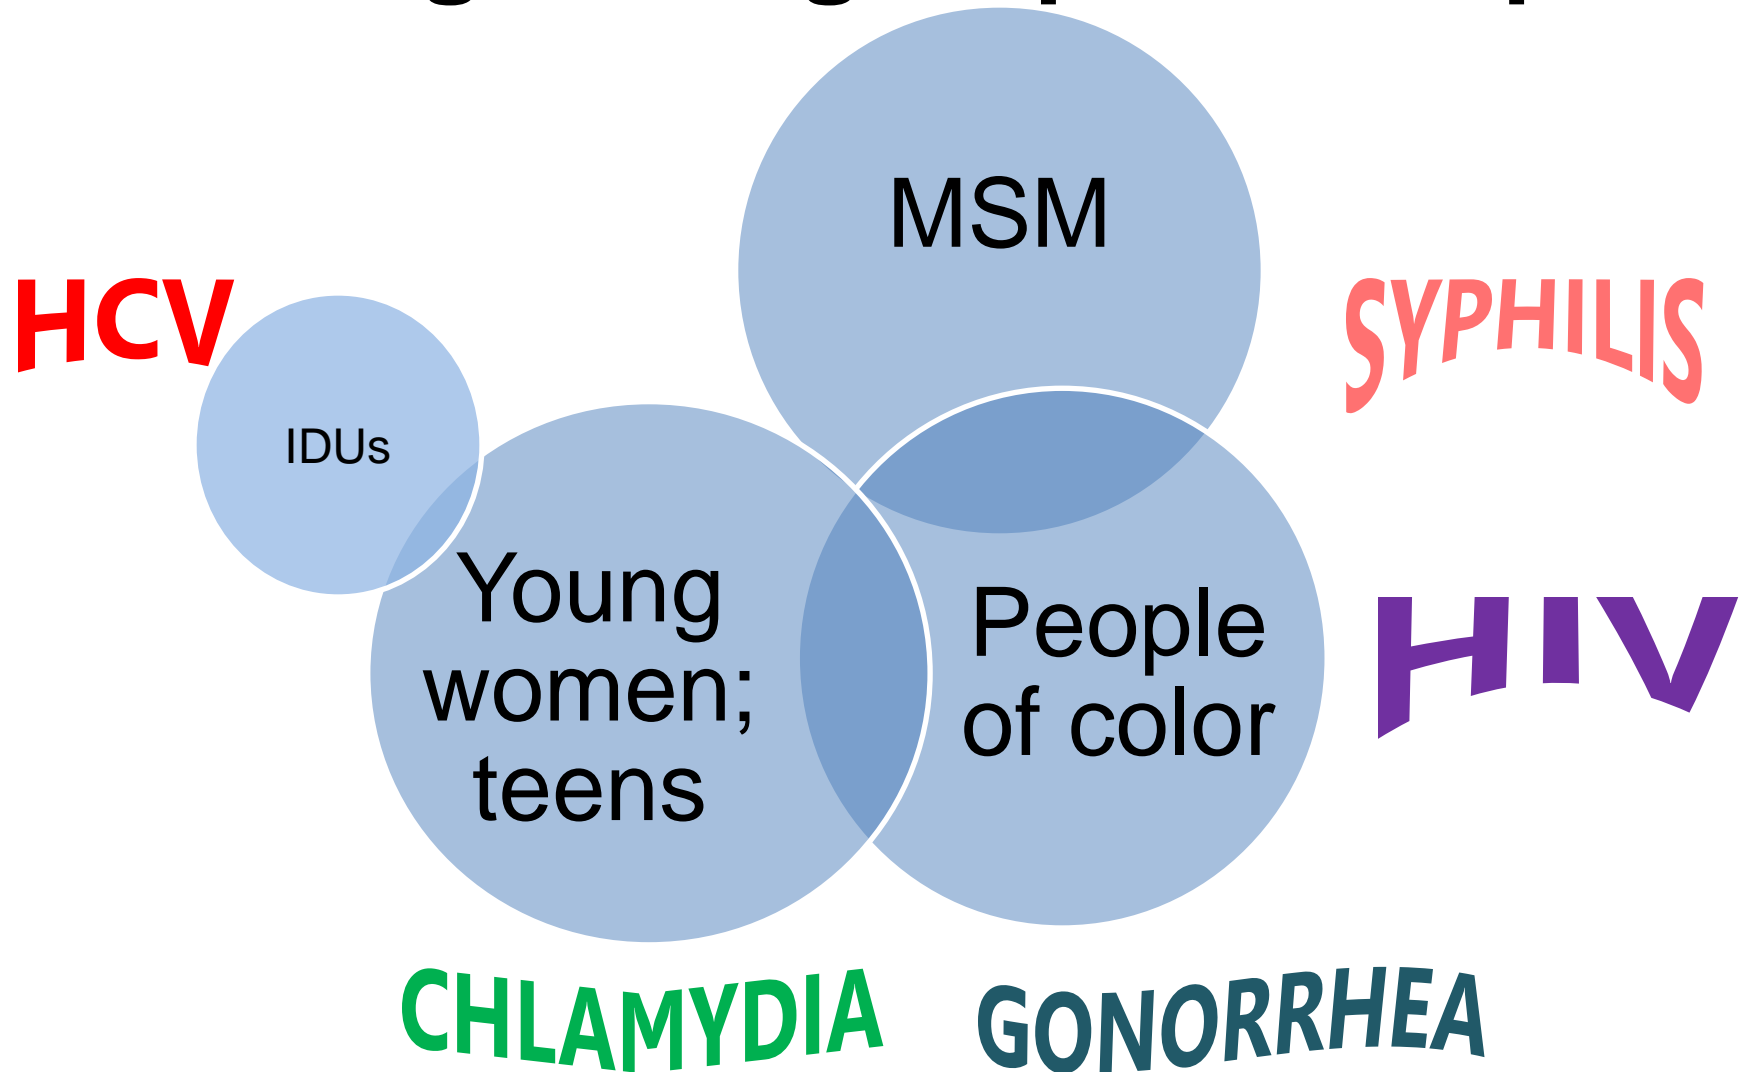 MSM
HCV
SYPHILIS
IDUs
Young
women;
teens
People
of color
HIV
CHLAMYDIA
GONORRHEA